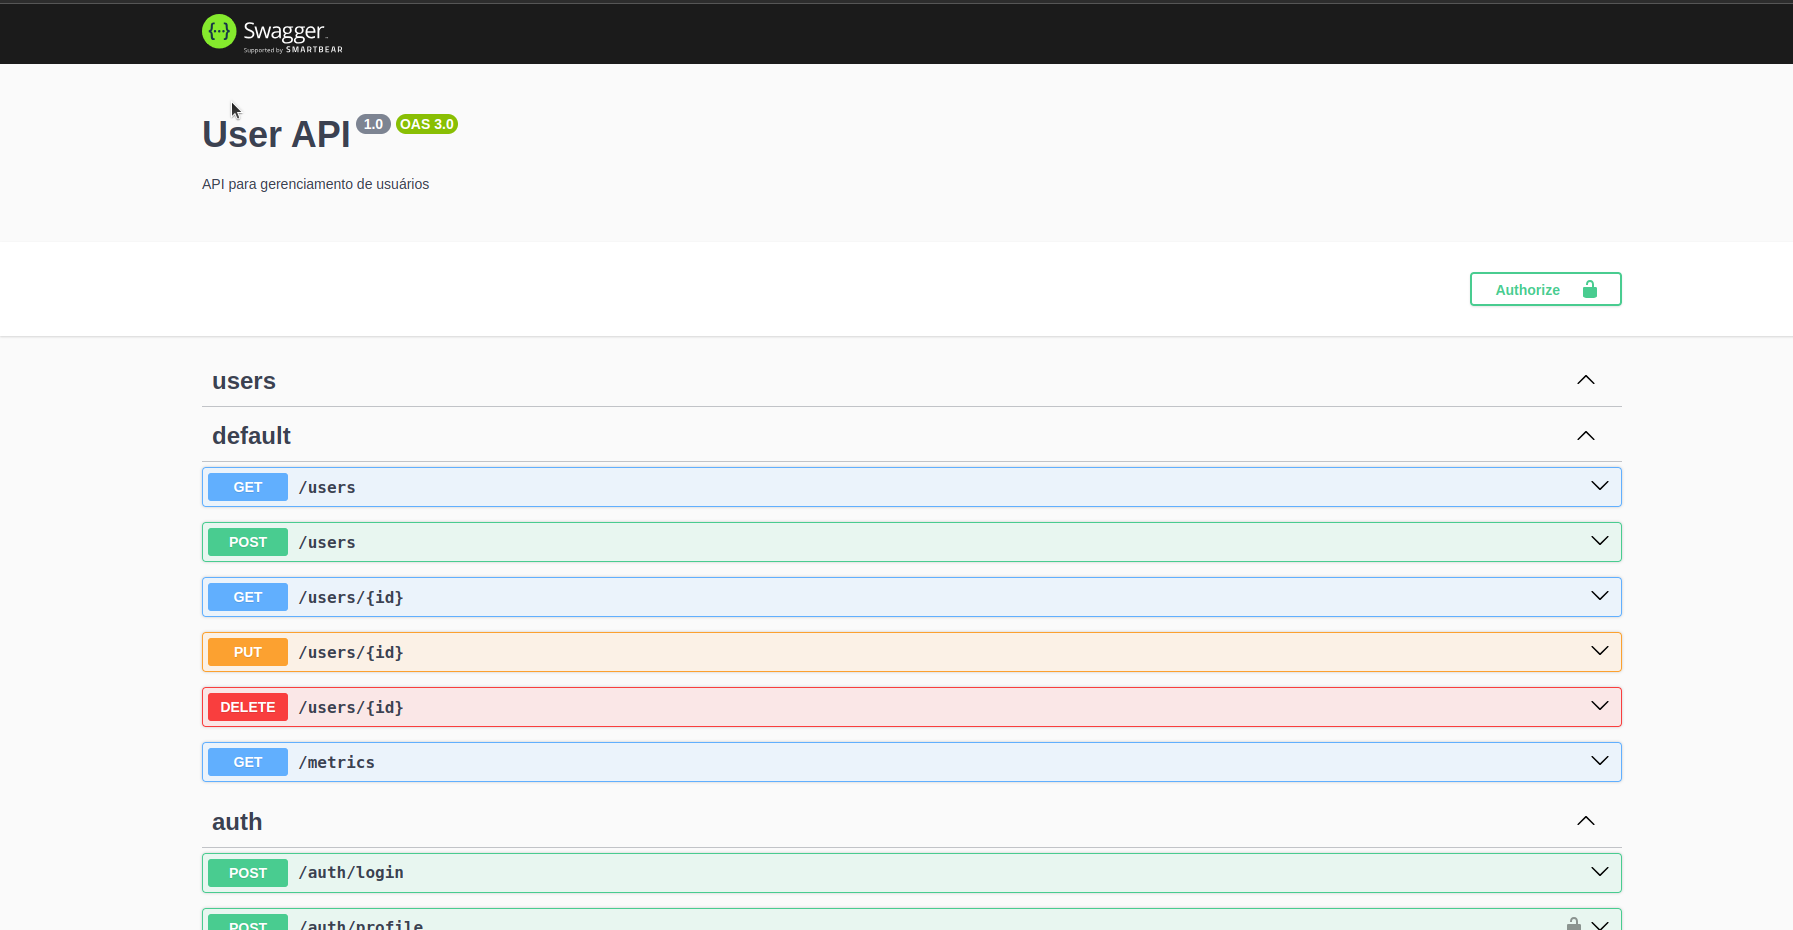 Swagger
Supported by SMARTBEAR
User API 1.0 OAS 3.0
API para gerenciamento de usuários
Authorize
users
default
GET /users
POST /users
GET /users/{id}
PUT /users/{id}
DELETE /users/{id}
GET /metrics
auth
POST /auth/login
POST /auth/profile